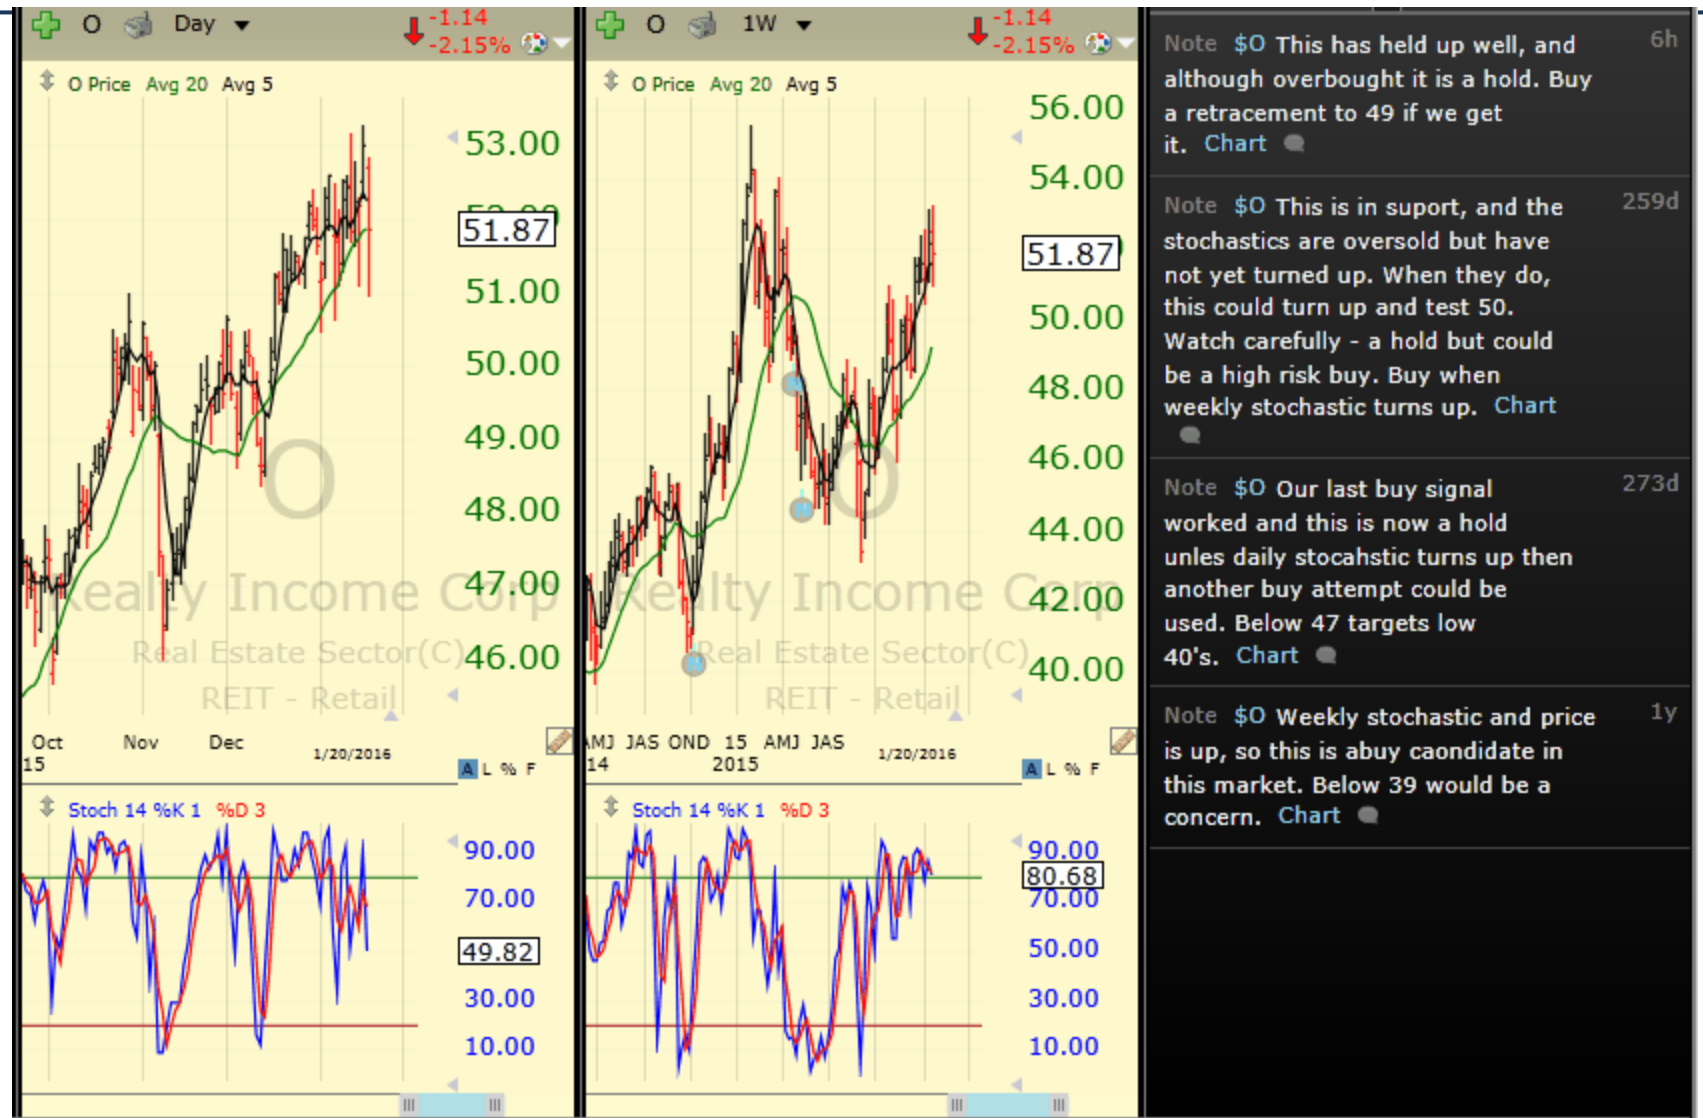 O Day
-1.14
-2.15%
O Price Avg 20 Avg 5
53.00
51.87
51.00
50.00
49.00
48.00
47.00
46.00
O
Realty Income Corp
Real Estate Sector(C)
REIT - Retail
Oct Nov Dec 1/20/2016
15
A L % F
Stoch 14 %K 1 %D 3
90.00
70.00
49.82
30.00
10.00
O 1W
-1.14
-2.15%
O Price Avg 20 Avg 5
56.00
54.00
51.87
50.00
48.00
46.00
44.00
42.00
40.00
N
N
N
O
Realty Income Corp
Real Estate Sector(C)
REIT - Retail
AMJ JAS OND 15 AMJ JAS 1/20/2016
14 2015
A L % F
Stoch 14 %K 1 %D 3
90.00
80.68
70.00
50.00
30.00
10.00
Note $O This has held up well, and 6h
although overbought it is a hold. Buy
a retracement to 49 if we get
it. Chart
Note $O This is in suport, and the 259d
stochastics are oversold but have
not yet turned up. When they do,
this could turn up and test 50.
Watch carefully - a hold but could
be a high risk buy. Buy when
weekly stochastic turns up. Chart
Note $O Our last buy signal 273d
worked and this is now a hold
unles daily stocahstic turns up then
another buy attempt could be
used. Below 47 targets low
40's. Chart
Note $O Weekly stochastic and price 1y
is up, so this is abuy caondidate in
this market. Below 39 would be a
concern. Chart